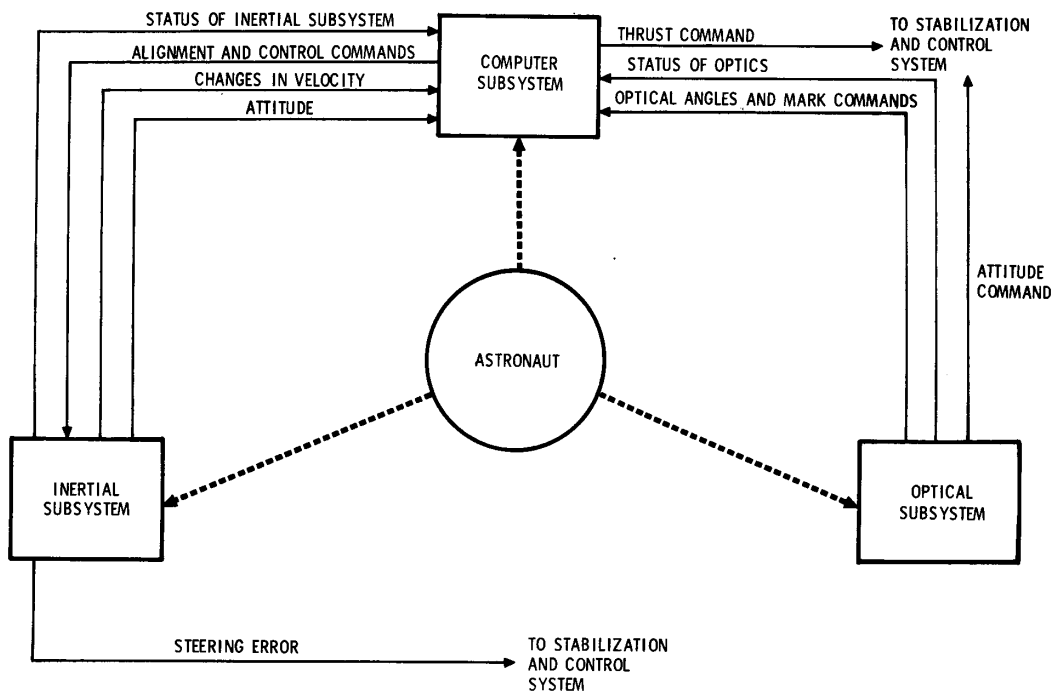 STATUS OF INERTIAL SUBSYSTEM
ALIGNMENT AND CONTROL COMMANDS
CHANGES IN VELOCITY
ATTITUDE
COMPUTER
SUBSYSTEM
THRUST COMMAND
STATUS OF OPTICS
OPTICAL ANGLES AND MARK COMMANDS
TO STABILIZATION
AND CONTROL
SYSTEM
ATTITUDE
COMMAND
ASTRONAUT
INERTIAL
SUBSYSTEM
OPTICAL
SUBSYSTEM
STEERING ERROR
TO STABILIZATION
AND CONTROL
SYSTEM